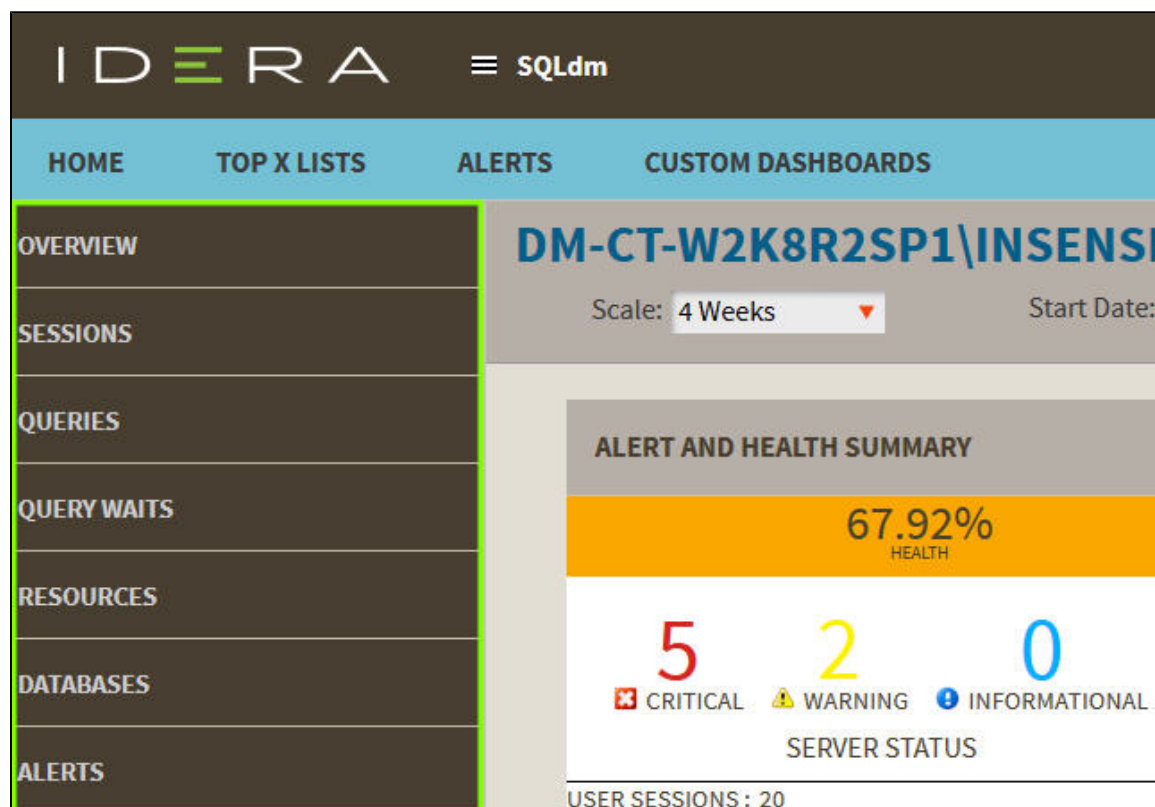 IDERA ≡ SQLdm
HOME TOP X LISTS ALERTS CUSTOM DASHBOARDS
OVERVIEW
SESSIONS
QUERIES
QUERY WAITS
RESOURCES
DATABASES
ALERTS
DM-CT-W2K8R2SP1\INSENSI
Scale: 4 Weeks Start Date:
ALERT AND HEALTH SUMMARY
67.92%
HEALTH
5 2 0
CRITICAL WARNING INFORMATIONAL
SERVER STATUS
USER SESSIONS : 20